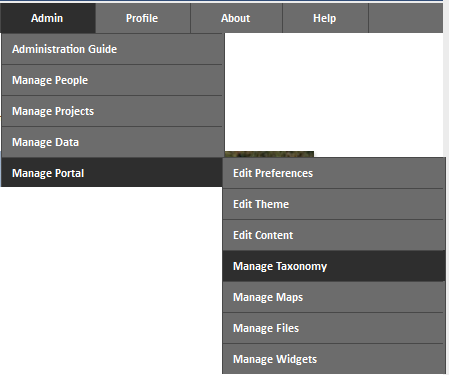 Admin Profile About Help
Administration Guide
Manage People
Manage Projects
Manage Data
Manage Portal Edit Preferences
Edit Theme
Edit Content
Manage Taxonomy
Manage Maps
Manage Files
Manage Widgets